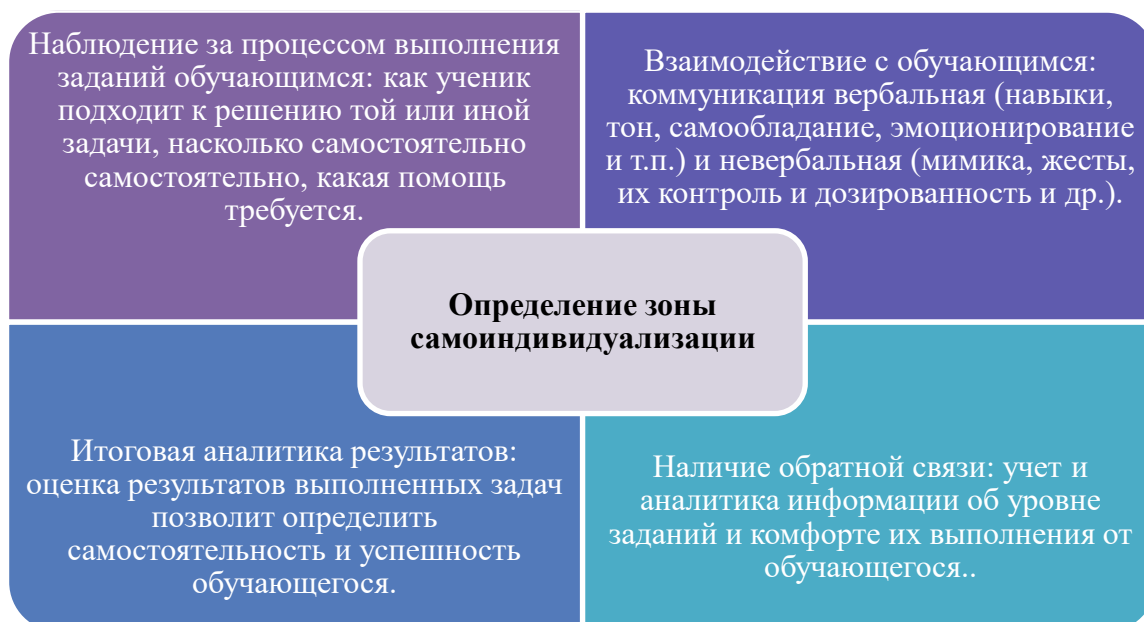 Наблюдение за процессом выполнения
заданий обучающимся: как ученик
подходит к решению той или иной
задачи, насколько самостоятельно
самостоятельно, какая помощь
требуется.
Взаимодействие с обучающимся:
коммуникация вербальная (навыки,
тон, самообладание, эмоционирование
и т.п.) и невербальная (мимика, жесты,
их контроль и дозированность и др.).
Определение зоны
самоиндивидуализации
Итоговая аналитика результатов:
оценка результатов выполненных задач
позволит определить
самостоятельность и успешность
обучающегося.
Наличие обратной связи: учет и
аналитика информации об уровне
заданий и комфорте их выполнения от
обучающегося..